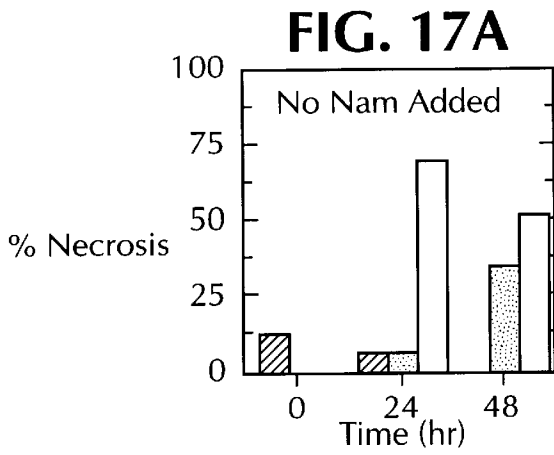 FIG. 17A
100
No Nam Added
75
50
% Necrosis
25
0
0 24 48
Time (hr)